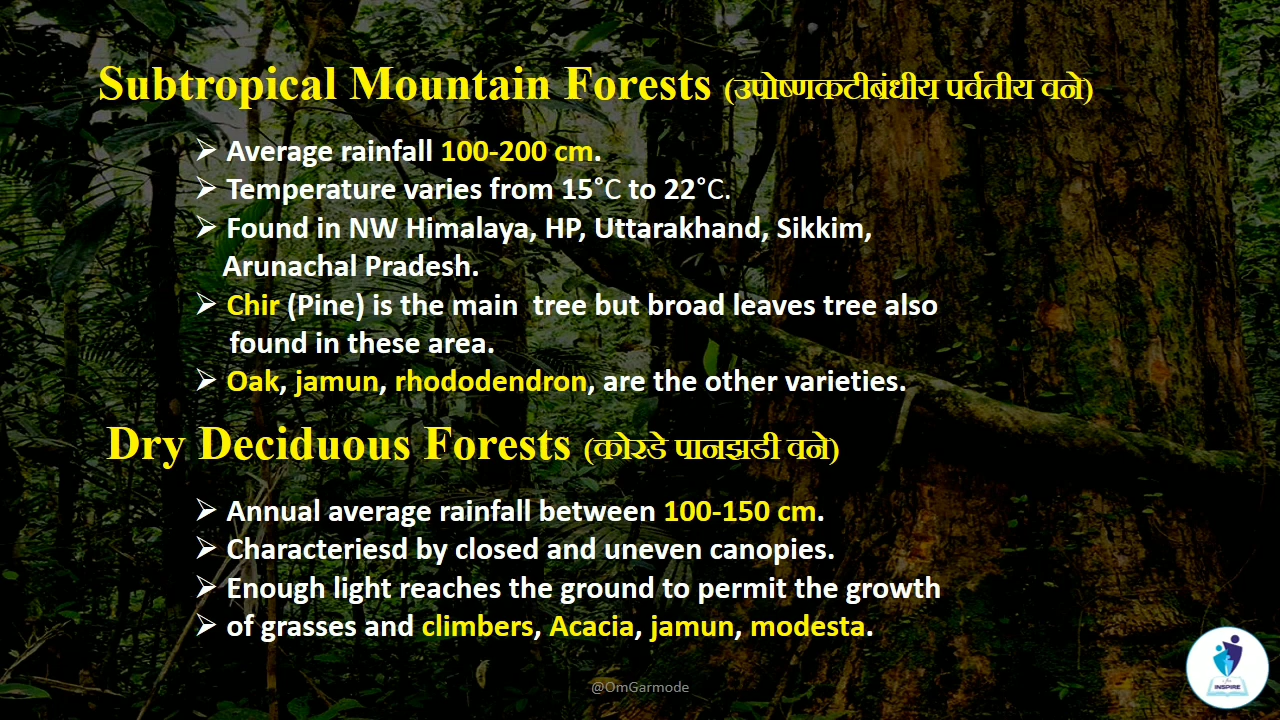 Subtropical Mountain Forests (उपोष्णकटीबंधीय पर्वतीय वने)
➢ Average rainfall 100-200 cm.
➢ Temperature varies from 15°C to 22°C.
➢ Found in NW Himalaya, HP, Uttarakhand, Sikkim,
Arunachal Pradesh.
➢ Chir (Pine) is the main tree but broad leaves tree also
found in these area.
➢ Oak, jamun, rhododendron, are the other varieties.
Dry Deciduous Forests (कोरडे पानझडी वने)
➢ Annual average rainfall between 100-150 cm.
➢ Characteriesd by closed and uneven canopies.
➢ Enough light reaches the ground to permit the growth
➢ of grasses and climbers, Acacia, jamun, modesta.
@OmGarmode
INSPIRE